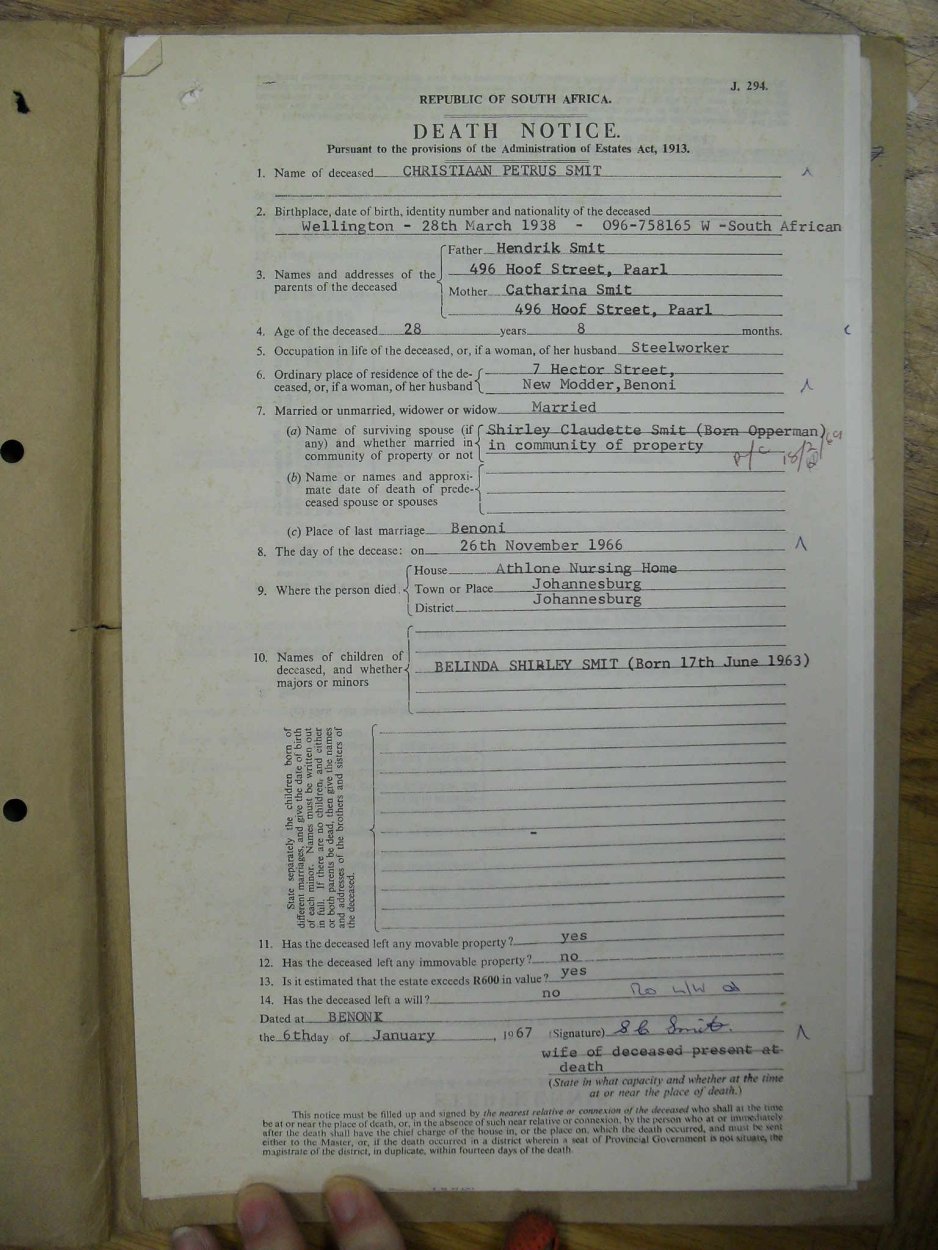 J. 294.
REPUBLIC OF SOUTH AFRICA.
DEATH NOTICE.
Pursuant to the provisions of the Administration of Estates Act, 1913.
1. Name of deceased CHRISTIAAN PETRUS SMIT
2. Birthplace, date of birth, identity number and nationality of the deceased
Wellington - 28th March 1938 - 096-758165 W -South African
3. Names and addresses of the parents of the deceased
Father Hendrik Smit
496 Hoof Street, Paarl
Mother Catharina Smit
496 Hoof Street, Paarl
4. Age of the deceased 28 years 8 months.
5. Occupation in life of the deceased, or, if a woman, of her husband Steelworker
6. Ordinary place of residence of the de- 7 Hector Street,
ceased, or, if a woman, of her husband New Modder, Benoni
7. Married or unmarried, widower or widow Married
(a) Name of surviving spouse (if Shirley Claudette Smit (Born Opperman)
any) and whether married in in community of property
community of property or not
(b) Name or names and approxi-
mate date of death of prede-
ceased spouse or spouses
(c) Place of last marriage Benoni
8. The day of the decease: on 26th November 1966
9. Where the person died
House Athlone Nursing Home
Town or Place Johannesburg
District Johannesburg
10. Names of children of
deceased, and whether BELINDA SHIRLEY SMIT (Born 17th June 1963)
majors or minors
State separately the children born of
different marriages, and give the date of birth
of each minor. Names must be written out
in full. If there are no children, and either
or both parents be dead, then give the names
and addresses of the brothers and sisters of
the deceased.
11. Has the deceased left any movable property? yes
12. Has the deceased left any immovable property? no
13. Is it estimated that the estate exceeds R600 in value? yes
14. Has the deceased left a will? no
Dated at BENONI
the 6th day of January, 1967 (Signature) S C Smit.
wife of deceased present at
death
(State in what capacity and whether at the time
at or near the place of death.)
This notice must be filled up and signed by the nearest relative or connexion of the deceased who shall at the time
be at or near the place of death, or, in the absence of such near relative or connexion, by the person who at or immediately
after the death shall have the chief charge of the house in, or the place on, which the death occurred, and must be sent
either to the Master, or, if the death occurred in a district wherein a seat of Provincial Government is not situate, the
magistrate of the district, in duplicate, within fourteen days of the death.